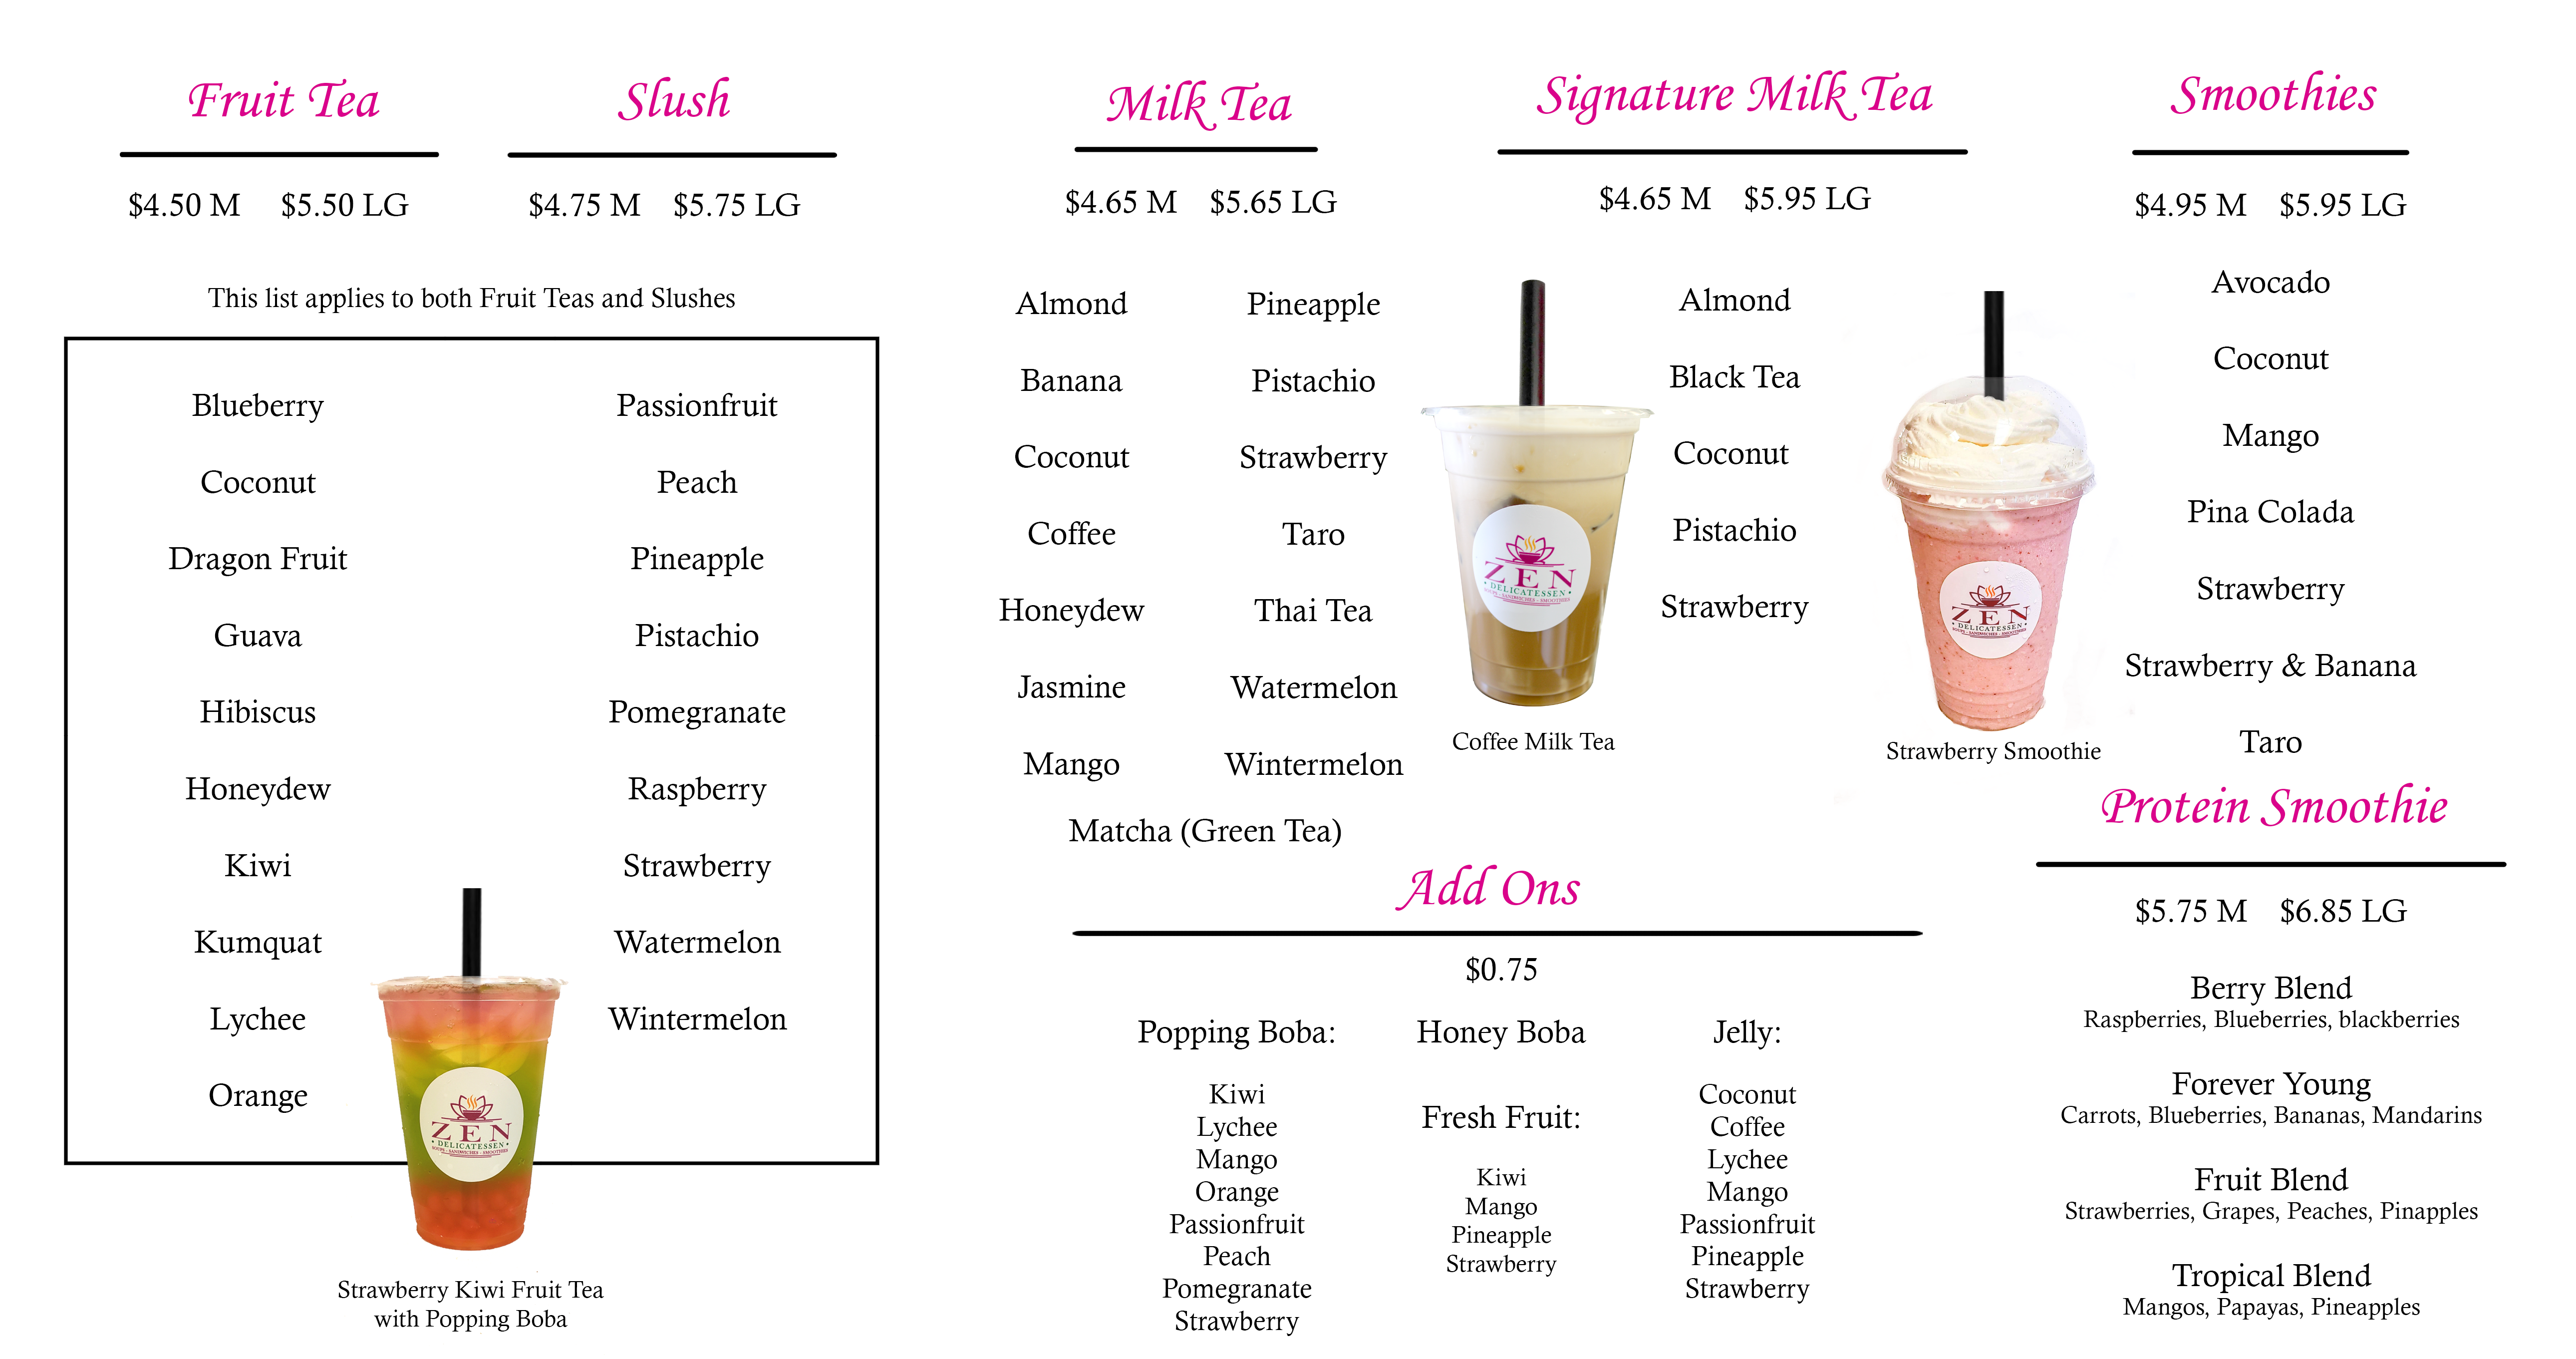 Fruit Tea
$4.50 M $5.50 LG
Slush
$4.75 M $5.75 LG
This list applies to both Fruit Teas and Slushes
Blueberry
Coconut
Dragon Fruit
Guava
Hibiscus
Honeydew
Kiwi
Kumquat
Lychee
Orange
Passionfruit
Peach
Pineapple
Pistachio
Pomegranate
Raspberry
Strawberry
Watermelon
Wintermelon
ZEN
DELICATESSEN
SOUPS - SANDWICHES - SMOOTHIES
Strawberry Kiwi Fruit Tea
with Popping Boba
Milk Tea
$4.65 M $5.65 LG
Almond
Banana
Coconut
Coffee
Honeydew
Jasmine
Mango
Pineapple
Pistachio
Strawberry
Taro
Thai Tea
Watermelon
Wintermelon
Matcha (Green Tea)
ZEN
DELICATESSEN
SOUPS - SANDWICHES - SMOOTHIES
Coffee Milk Tea
Signature Milk Tea
$4.65 M $5.95 LG
Almond
Black Tea
Coconut
Pistachio
Strawberry
ZEN
DELICATESSEN
SOUPS - SANDWICHES - SMOOTHIES
Strawberry Smoothie
Smoothies
$4.95 M $5.95 LG
Avocado
Coconut
Mango
Pina Colada
Strawberry
Strawberry & Banana
Taro
Add Ons
$0.75
Popping Boba:
Kiwi
Lychee
Mango
Orange
Passionfruit
Peach
Pomegranate
Strawberry
Honey Boba
Fresh Fruit:
Kiwi
Mango
Pineapple
Strawberry
Jelly:
Coconut
Coffee
Lychee
Mango
Passionfruit
Pineapple
Strawberry
Protein Smoothie
$5.75 M $6.85 LG
Berry Blend
Raspberries, Blueberries, blackberries
Forever Young
Carrots, Blueberries, Bananas, Mandarins
Fruit Blend
Strawberries, Grapes, Peaches, Pinapples
Tropical Blend
Mangos, Papayas, Pineapples